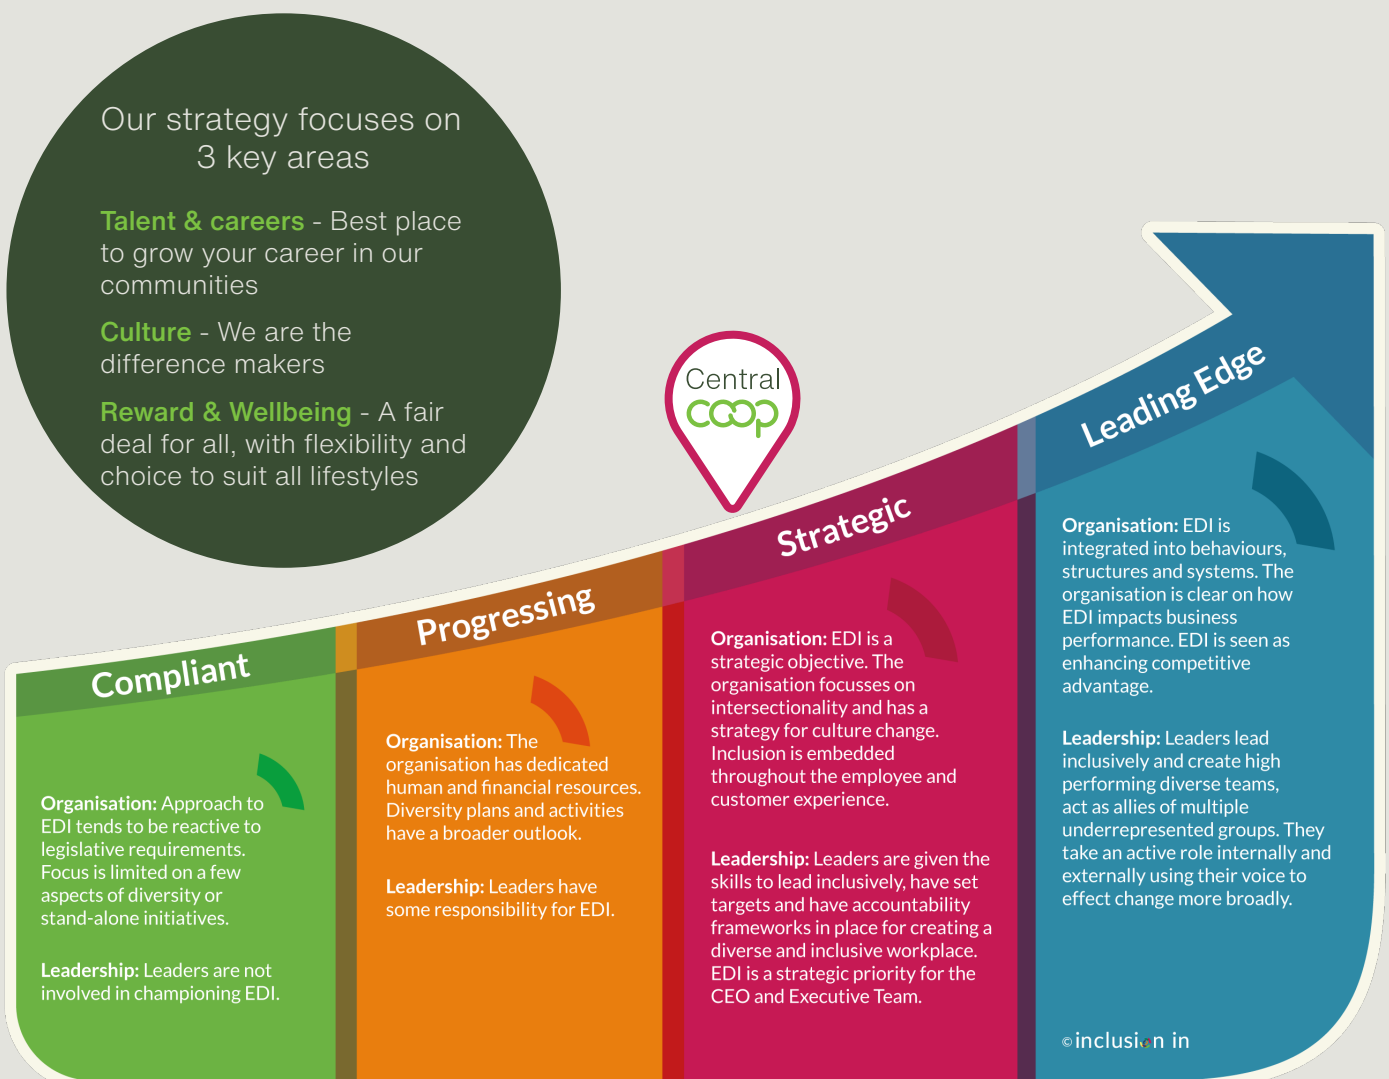 Our strategy focuses on
3 key areas
Talent & careers - Best place
to grow your career in our
communities
Culture - We are the
difference makers
Reward & Wellbeing - A fair
deal for all, with flexibility and
choice to suit all lifestyles
Central
coop
Compliant
Organisation: Approach to
EDI tends to be reactive to
legislative requirements.
Focus is limited on a few
aspects of diversity or
stand-alone initiatives.
Leadership: Leaders are not
involved in championing EDI.
Progressing
Organisation: The
organisation has dedicated
human and financial resources.
Diversity plans and activities
have a broader outlook.
Leadership: Leaders have
some responsibility for EDI.
Strategic
Organisation: EDI is a
strategic objective. The
organisation focusses on
intersectionality and has a
strategy for culture change.
Inclusion is embedded
throughout the employee and
customer experience.
Leadership: Leaders are given the
skills to lead inclusively, have set
targets and have accountability
frameworks in place for creating a
diverse and inclusive workplace.
EDI is a strategic priority for the
CEO and Executive Team.
Leading Edge
Organisation: EDI is
integrated into behaviours,
structures and systems. The
organisation is clear on how
EDI impacts business
performance. EDI is seen as
enhancing competitive
advantage.
Leadership: Leaders lead
inclusively and create high
performing diverse teams,
act as allies of multiple
underrepresented groups. They
take an active role internally and
externally using their voice to
effect change more broadly.
© inclusion in